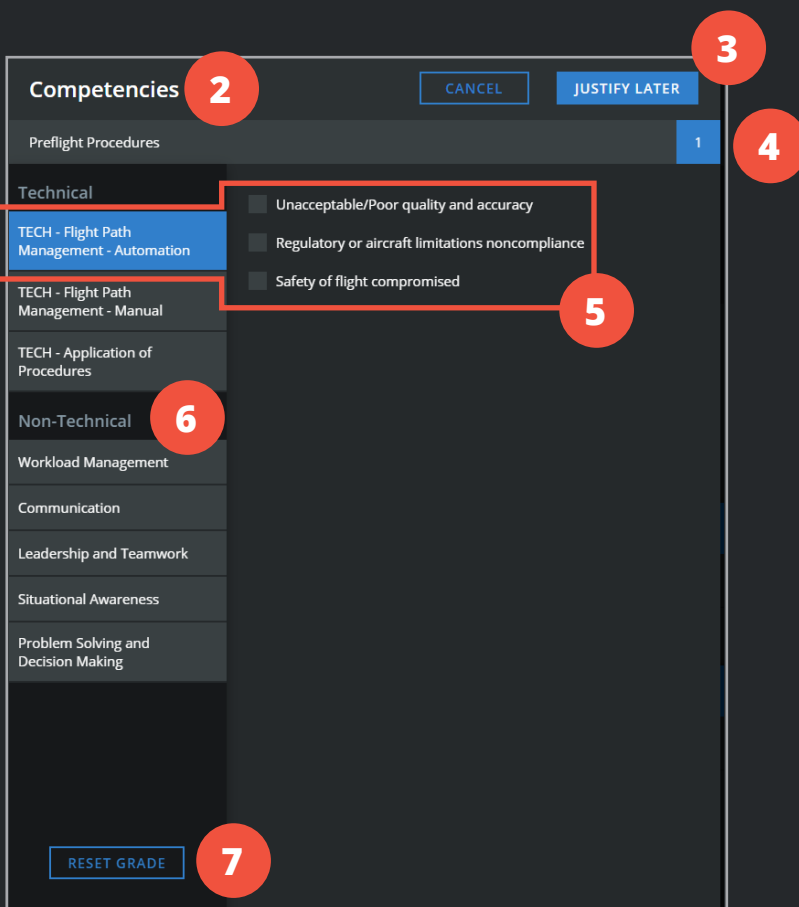 3
Competencies
2
CANCEL
JUSTIFY LATER
Preflight Procedures
1
4
Technical
TECH - Flight Path
Management - Automation
TECH - Flight Path
Management - Manual
TECH - Application of
Procedures
Unacceptable/Poor quality and accuracy
Regulatory or aircraft limitations noncompliance
Safety of flight compromised
5
Non-Technical
6
Workload Management
Communication
Leadership and Teamwork
Situational Awareness
Problem Solving and
Decision Making
RESET GRADE
7